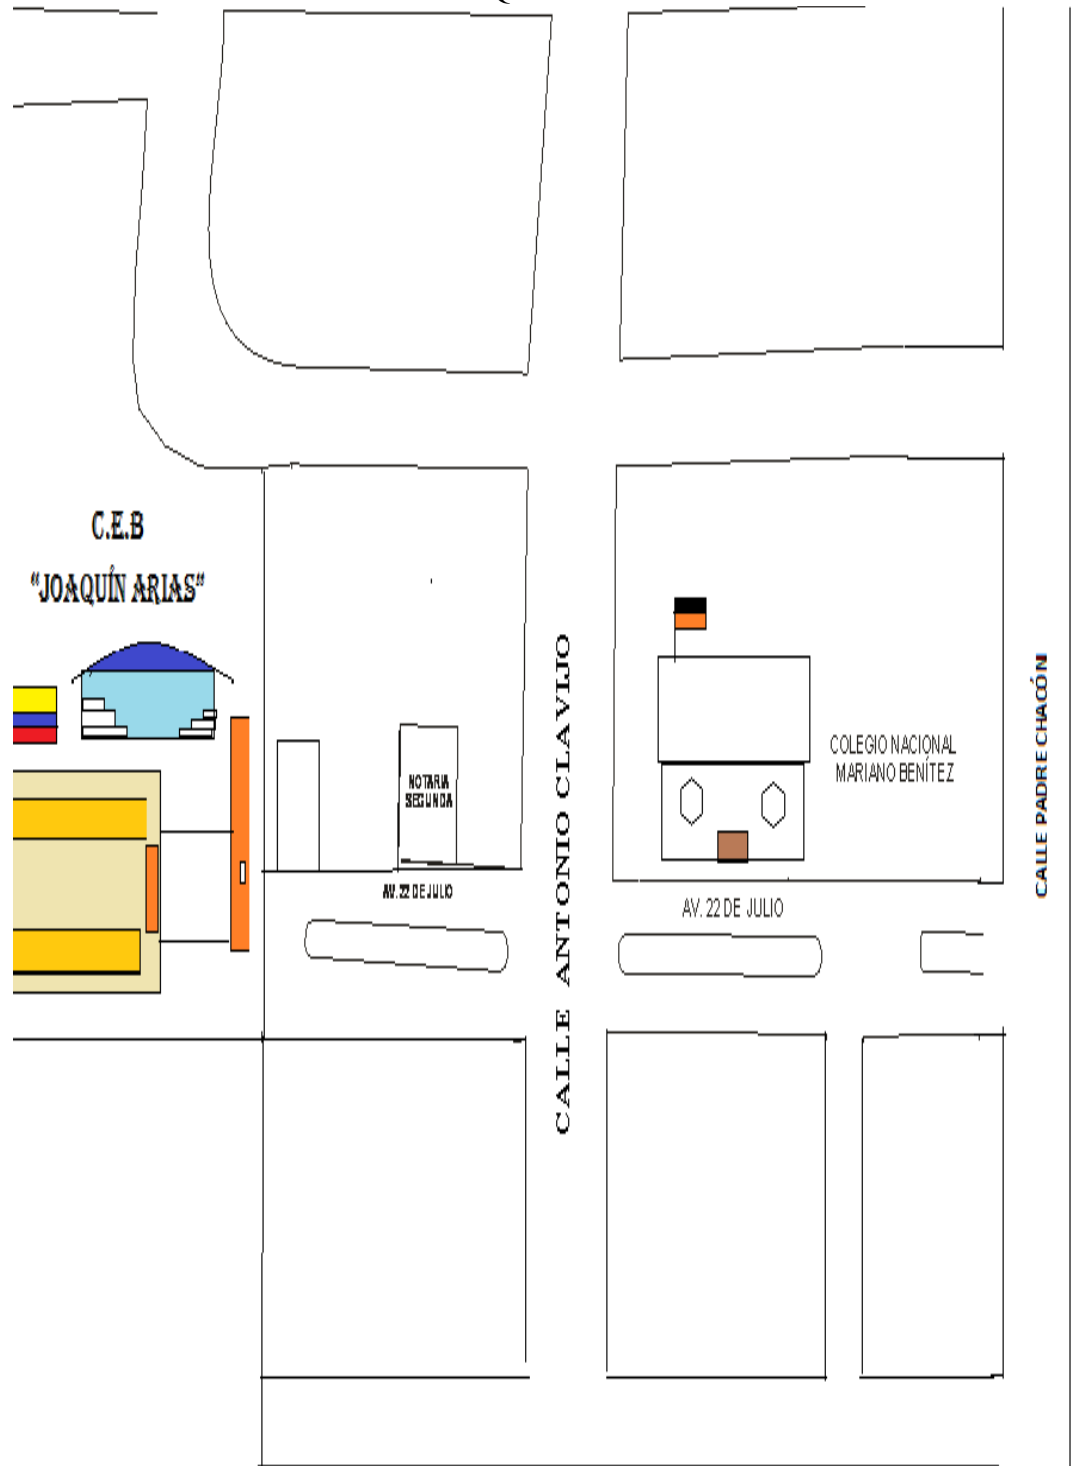 C.E.B
“JOAQUÍN ARIAS”
NOTARIA
SEGUNDA
AV. 22 DE JULIO
CALLE ANTONIO CLAVIJO
COLEGIO NACIONAL
MARIANO BENÍTEZ
AV. 22 DE JULIO
CALLE PADRE CHACÓN